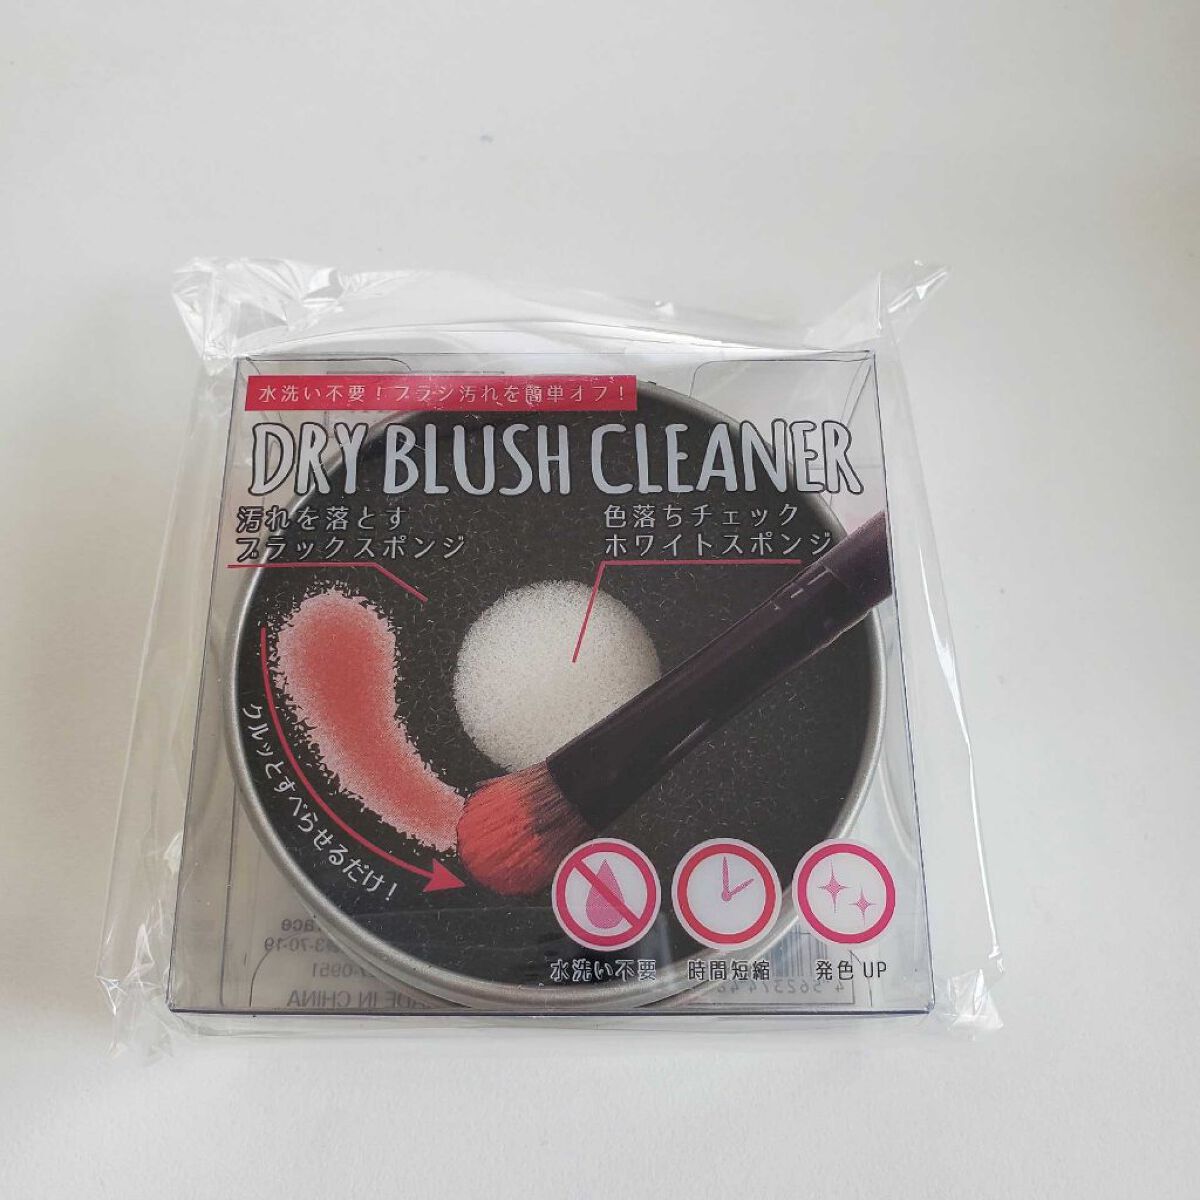 水洗い不要！ブラシ汚れを簡単オフ！
DRY BLUSH CLEANER
汚れを落とす
ブラックスポンジ
色落ちチェック
ホワイトスポンジ
クルッとすべらせるだけ！
水洗い不要
時間短縮
発色 UP
MADE IN CHINA